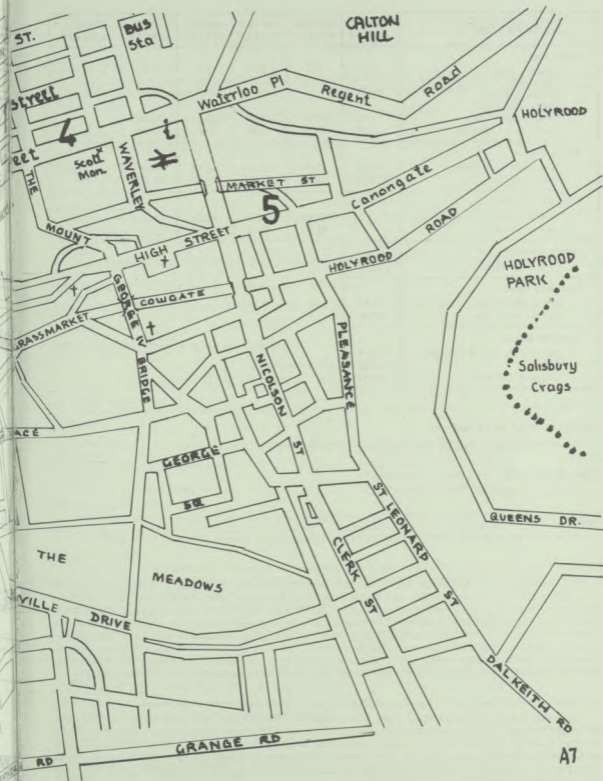 ST.
BUS
Sta
CALTON
HILL
Street
Waterloo Pl
Regent
Road
HOLYROOD
4
i
eet
Scott
Mon.
WAVERLEY
THE
MOUNT
MARKET ST
5
Canongate
HIGH STREET
HOLYROOD ROAD
HOLYROOD
PARK
GEORGE IV BRIDGE
COWGATE
RASSMARKET
Salisbury
Crags
NICOLSON ST
PLEASANCE
ACE
GEORGE
SQ
ST LEONARD ST
QUEENS DR.
CLERK ST
THE
MEADOWS
VILLE DRIVE
DALKEITH RD
RD
GRANGE RD
A7